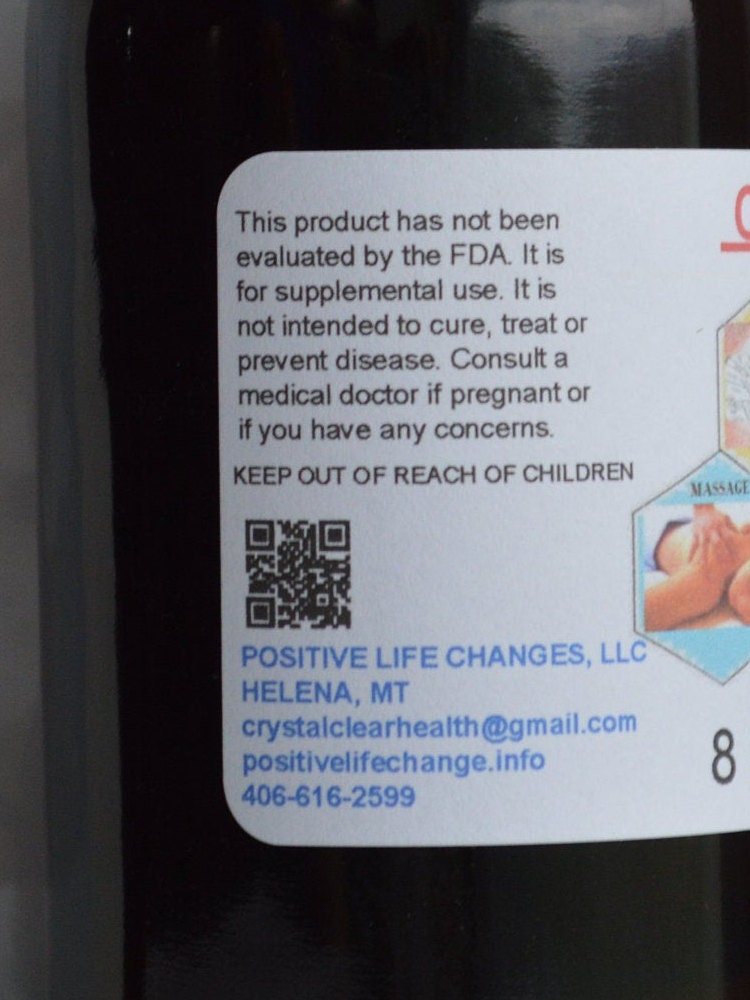 This product has not been
evaluated by the FDA. It is
for supplemental use. It is
not intended to cure, treat or
prevent disease. Consult a
medical doctor if pregnant or
if you have any concerns.
KEEP OUT OF REACH OF CHILDREN
POSITIVE LIFE CHANGES, LLC
HELENA, MT
crystalclearhealth@gmail.com
positivelifechange.info
406-616-2599
MASSAGE
8